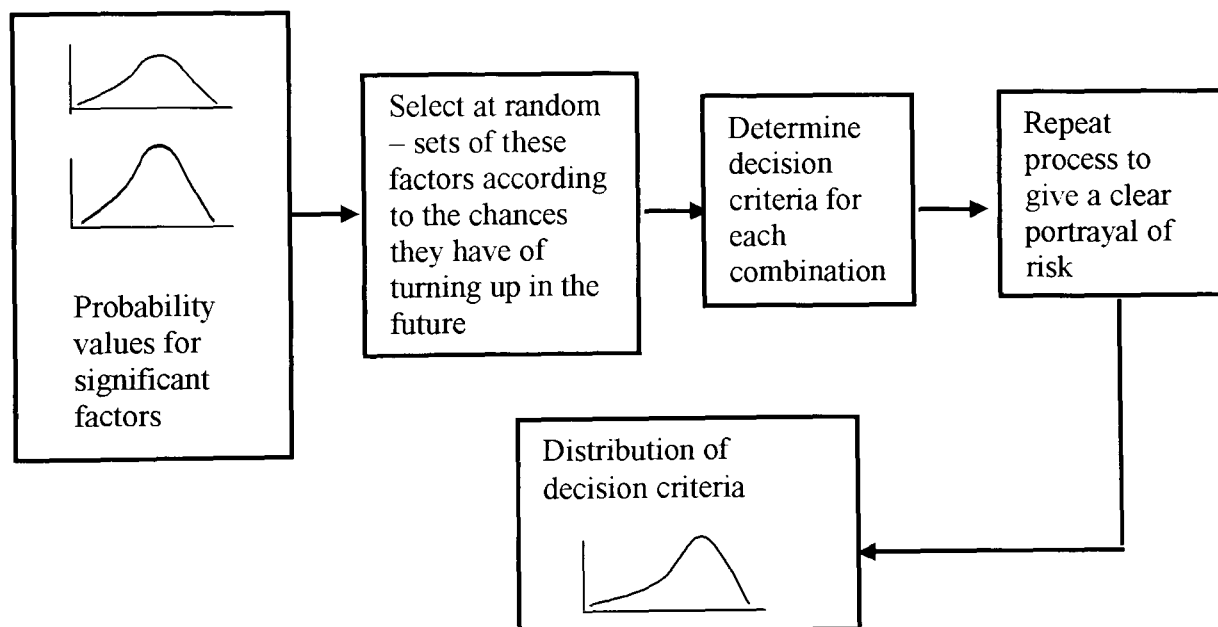 Probability
values for
significant
factors
Select at random
– sets of these
factors according
to the chances
they have of
turning up in the
future
Determine
decision
criteria for
each
combination
Repeat
process to
give a clear
portrayal of
risk
Distribution of
decision criteria